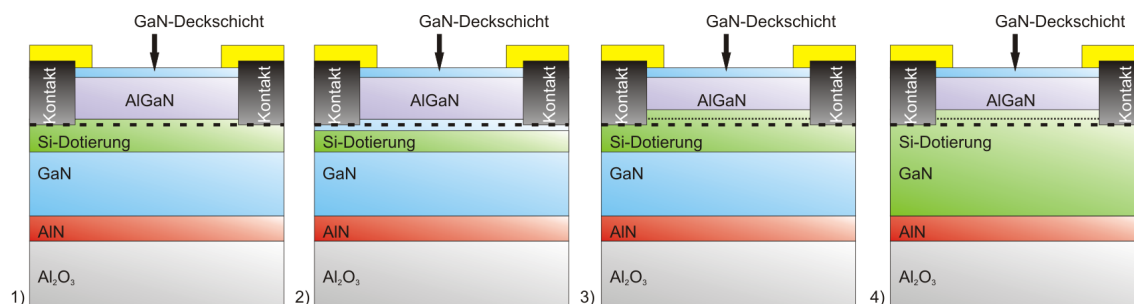 GaN-Deckschicht
Kontakt
Kontakt
AlGaN
Si-Dotierung
GaN
AlN
Al₂O₃
1)
GaN-Deckschicht
Kontakt
Kontakt
AlGaN
Si-Dotierung
GaN
AlN
Al₂O₃
2)
GaN-Deckschicht
Kontakt
Kontakt
AlGaN
Si-Dotierung
GaN
AlN
Al₂O₃
3)
GaN-Deckschicht
Kontakt
Kontakt
AlGaN
Si-Dotierung
GaN
AlN
Al₂O₃
4)